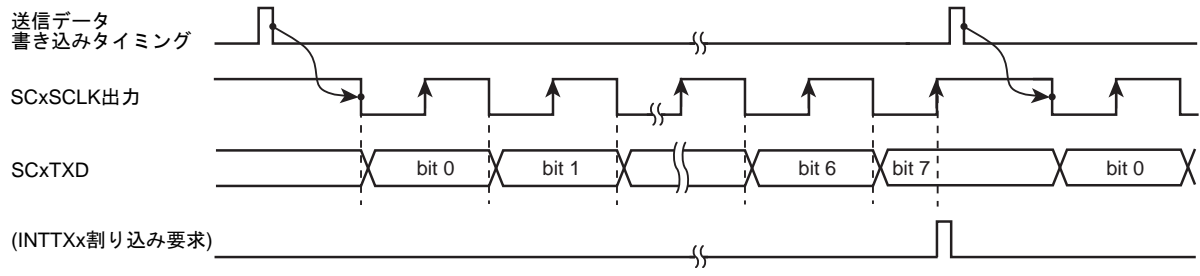 送信データ
書き込みタイミング
SCxSCLK出力
SCxTXD
bit 0
bit 1
bit 6
bit 7
bit 0
(INTTXx割り込み要求)